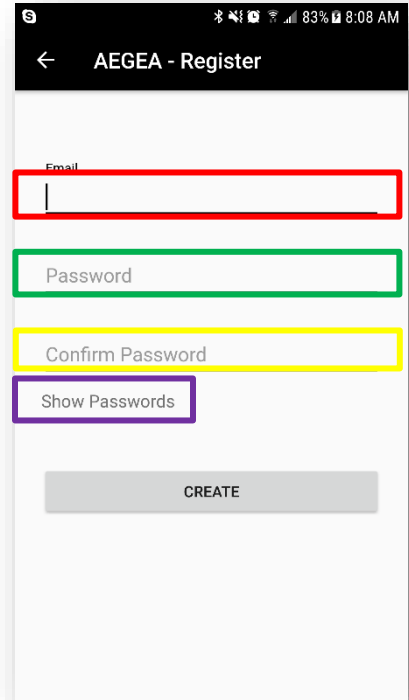 83% 8:08 AM
AEGEA - Register
Email
Password
Confirm Password
Show Passwords
CREATE